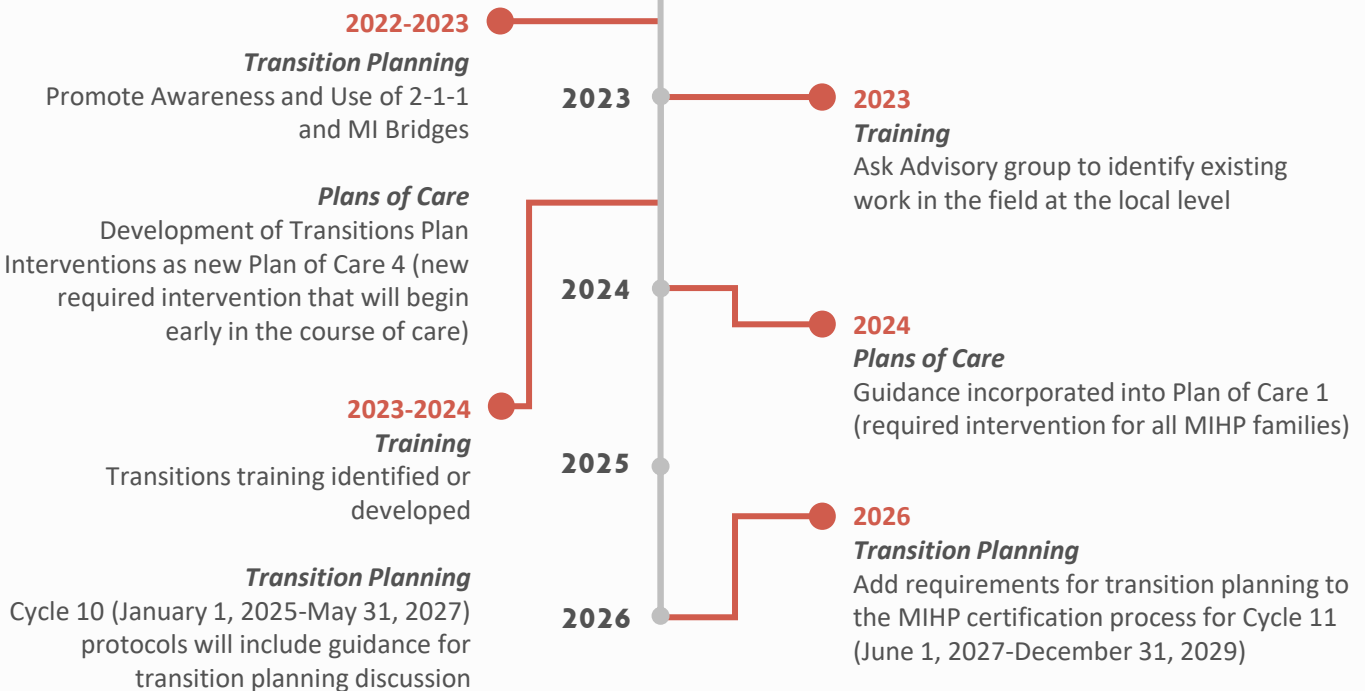 2022-2023
Transition Planning
Promote Awareness and Use of 2-1-1
and MI Bridges
Plans of Care
Development of Transitions Plan
Interventions as new Plan of Care 4 (new
required intervention that will begin
early in the course of care)
2023-2024
Training
Transitions training identified or
developed
Transition Planning
Cycle 10 (January 1, 2025-May 31, 2027)
protocols will include guidance for
transition planning discussion
2023
2024
2025
2026
2023
Training
Ask Advisory group to identify existing
work in the field at the local level
2024
Plans of Care
Guidance incorporated into Plan of Care 1
(required intervention for all MIHP families)
2026
Transition Planning
Add requirements for transition planning to
the MIHP certification process for Cycle 11
(June 1, 2027-December 31, 2029)